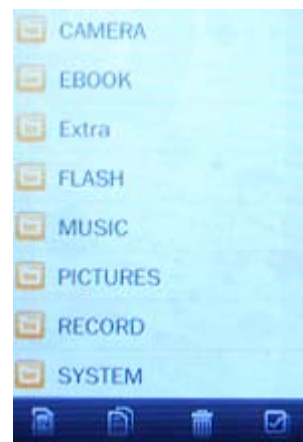 CAMERA
EBOOK
Extra
FLASH
MUSIC
PICTURES
RECORD
SYSTEM